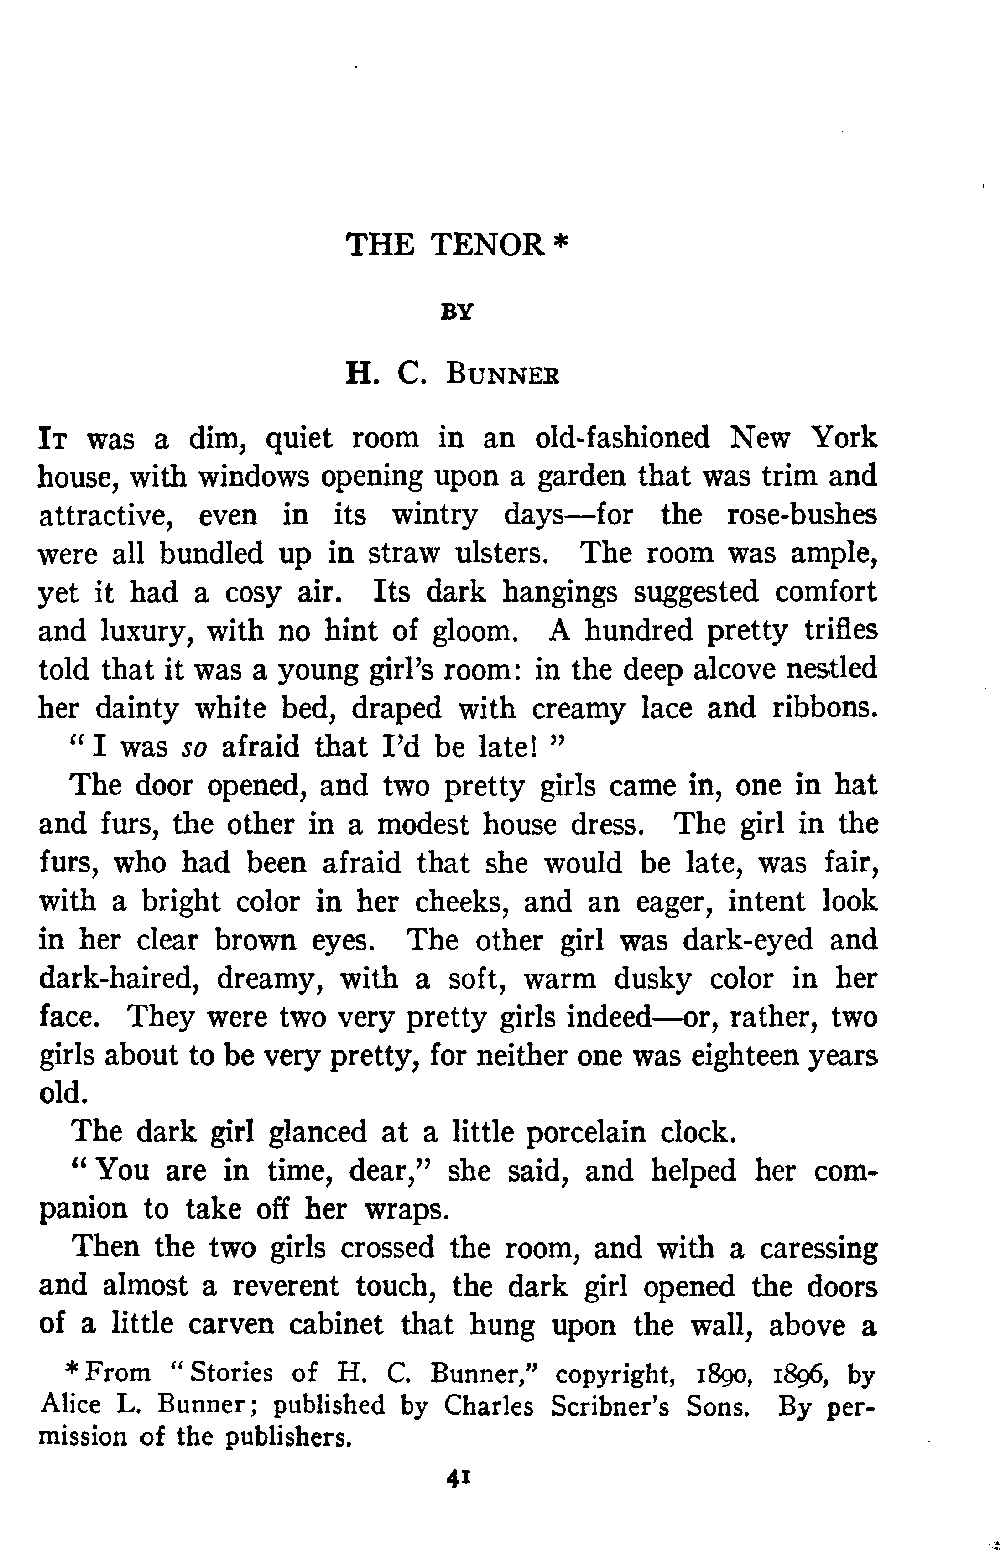 THE TENOR *
BY
H. C. BUNNER
IT was a dim, quiet room in an old-fashioned New York
house, with windows opening upon a garden that was trim and
attractive, even in its wintry days—for the rose-bushes
were all bundled up in straw ulsters. The room was ample,
yet it had a cosy air. Its dark hangings suggested comfort
and luxury, with no hint of gloom. A hundred pretty trifles
told that it was a young girl's room: in the deep alcove nestled
her dainty white bed, draped with creamy lace and ribbons.
"I was so afraid that I'd be late!"
The door opened, and two pretty girls came in, one in hat
and furs, the other in a modest house dress. The girl in the
furs, who had been afraid that she would be late, was fair,
with a bright color in her cheeks, and an eager, intent look
in her clear brown eyes. The other girl was dark-eyed and
dark-haired, dreamy, with a soft, warm dusky color in her
face. They were two very pretty girls indeed—or, rather, two
girls about to be very pretty, for neither one was eighteen years
old.
The dark girl glanced at a little porcelain clock.
"You are in time, dear," she said, and helped her com-
panion to take off her wraps.
Then the two girls crossed the room, and with a caressing
and almost a reverent touch, the dark girl opened the doors
of a little carven cabinet that hung upon the wall, above a
*From "Stories of H. C. Bunner," copyright, 1890, 1896, by
Alice L. Bunner; published by Charles Scribner's Sons. By per-
mission of the publishers.
41